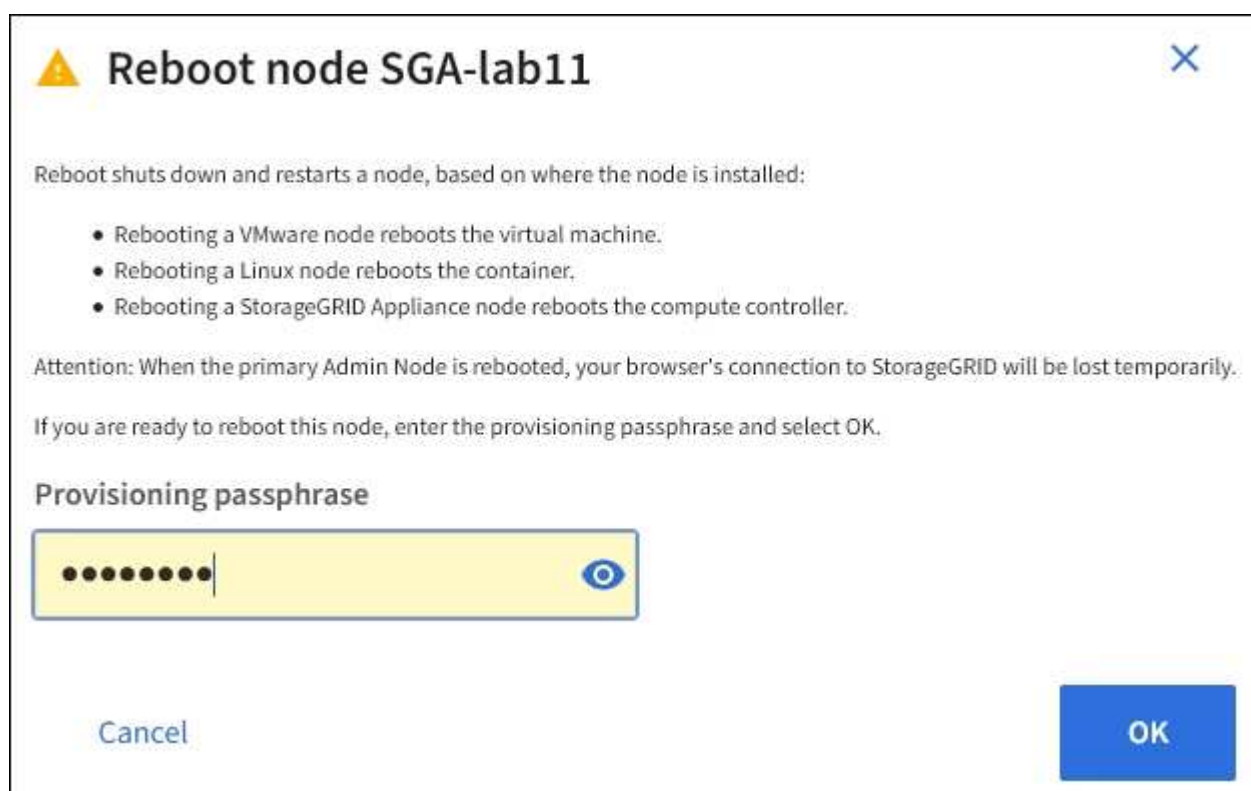 Reboot node SGA-lab11
Reboot shuts down and restarts a node, based on where the node is installed:
● Rebooting a VMware node reboots the virtual machine.
● Rebooting a Linux node reboots the container.
● Rebooting a StorageGRID Appliance node reboots the compute controller.
Attention: When the primary Admin Node is rebooted, your browser's connection to StorageGRID will be lost temporarily.
If you are ready to reboot this node, enter the provisioning passphrase and select OK.
Provisioning passphrase
●●●●●●●●
Cancel
OK